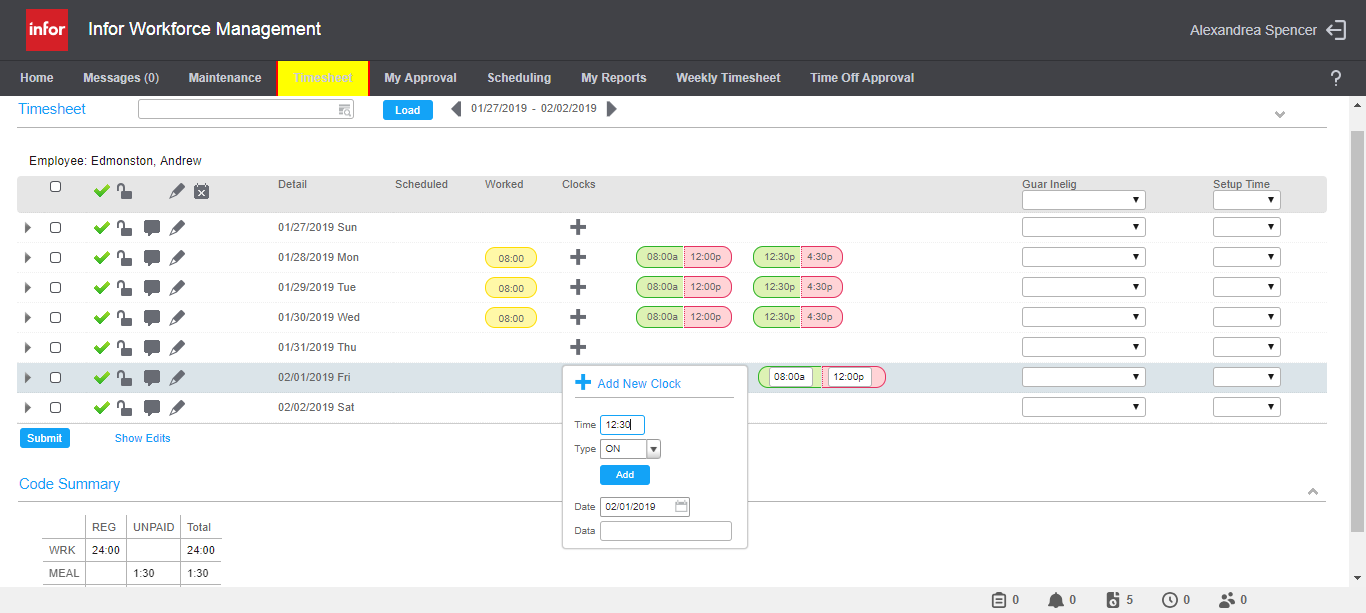 infor Infor Workforce Management Alexandrea Spencer
Home Messages (0) Maintenance Timesheet My Approval Scheduling My Reports Weekly Timesheet Time Off Approval ?
Timesheet Load 01/27/2019 - 02/02/2019
Employee: Edmonston, Andrew
Detail Scheduled Worked Clocks Guar Inelig Setup Time
01/27/2019 Sun
01/28/2019 Mon 08:00 08:00a 12:00p 12:30p 4:30p
01/29/2019 Tue 08:00 08:00a 12:00p 12:30p 4:30p
01/30/2019 Wed 08:00 08:00a 12:00p 12:30p 4:30p
01/31/2019 Thu
02/01/2019 Fri 08:00a 12:00p
02/02/2019 Sat
Submit Show Edits
Add New Clock
Time 12:30
Type ON
Add
Date 02/01/2019
Data
Code Summary
REG UNPAID Total
WRK 24:00 24:00
MEAL 1:30 1:30
0 0 5 0 0